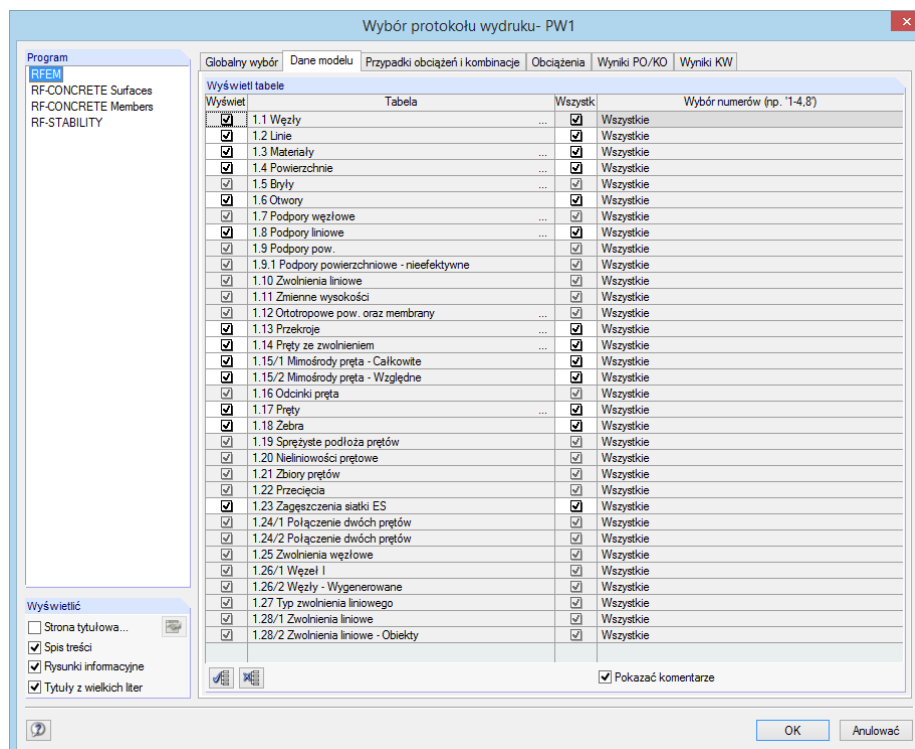 Wybór protokołu wydruku- PW1
Program
RFEM
RF-CONCRETE Surfaces
RF-CONCRETE Members
RF-STABILITY
Globalny wybór Dane modelu Przypadki obciążeń i kombinacje Obciążenia Wyniki PO/KO Wyniki KW
Wyświetl tabele
Wyświet Tabela Wszystk Wybór numerów (np. '1-4,8')
1.1 Węzły ... Wszystkie
1.2 Linie Wszystkie
1.3 Materiały ... Wszystkie
1.4 Powierzchnie ... Wszystkie
1.5 Bryły ... Wszystkie
1.6 Otwory Wszystkie
1.7 Podpory węzłowe ... Wszystkie
1.8 Podpory liniowe ... Wszystkie
1.9 Podpory pow. Wszystkie
1.9.1 Podpory powierzchniowe - nieefektywne Wszystkie
1.10 Zwolnienia liniowe Wszystkie
1.11 Zmienne wysokości Wszystkie
1.12 Ortotropowe pow. oraz membrany ... Wszystkie
1.13 Przekroje ... Wszystkie
1.14 Pręty ze zwolnieniem ... Wszystkie
1.15/1 Mimośrody pręta - Całkowite Wszystkie
1.15/2 Mimośrody pręta - Względne Wszystkie
1.16 Odcinki pręta Wszystkie
1.17 Pręty ... Wszystkie
1.18 Żebra Wszystkie
1.19 Sprężyste podłoża prętów Wszystkie
1.20 Nieliniowości prętowe Wszystkie
1.21 Zbiory prętów Wszystkie
1.22 Przecięcia Wszystkie
1.23 Zagęszczenia siatki ES Wszystkie
1.24/1 Połączenie dwóch prętów Wszystkie
1.24/2 Połączenie dwóch prętów Wszystkie
1.25 Zwolnienia węzłowe Wszystkie
1.26/1 Węzeł I Wszystkie
1.26/2 Węzły - Wygenerowane Wszystkie
1.27 Typ zwolnienia liniowego Wszystkie
1.28/1 Zwolnienia liniowe Wszystkie
1.28/2 Zwolnienia liniowe - Obiekty Wszystkie
Wyświetlić
Strona tytułowa...
Spis treści
Rysunki informacyjne
Tytuły z wielkich liter
Pokazać komentarze
OK Anulować